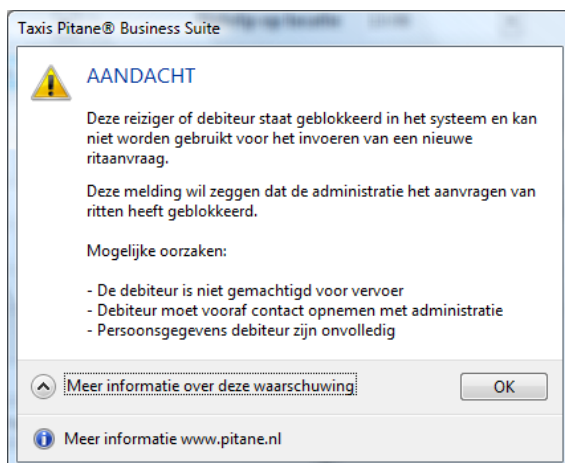 Taxis Pitane® Business Suite
AANDACHT
Deze reiziger of debiteur staat geblokkeerd in het systeem en kan
niet worden gebruikt voor het invoeren van een nieuwe
ritaanvraag.
Deze melding wil zeggen dat de administratie het aanvragen van
ritten heeft geblokkeerd.
Mogelijke oorzaken:
- De debiteur is niet gemachtigd voor vervoer
- Debiteur moet vooraf contact opnemen met administratie
- Persoonsgegevens debiteur zijn onvolledig
Meer informatie over deze waarschuwing
OK
Meer informatie www.pitane.nl